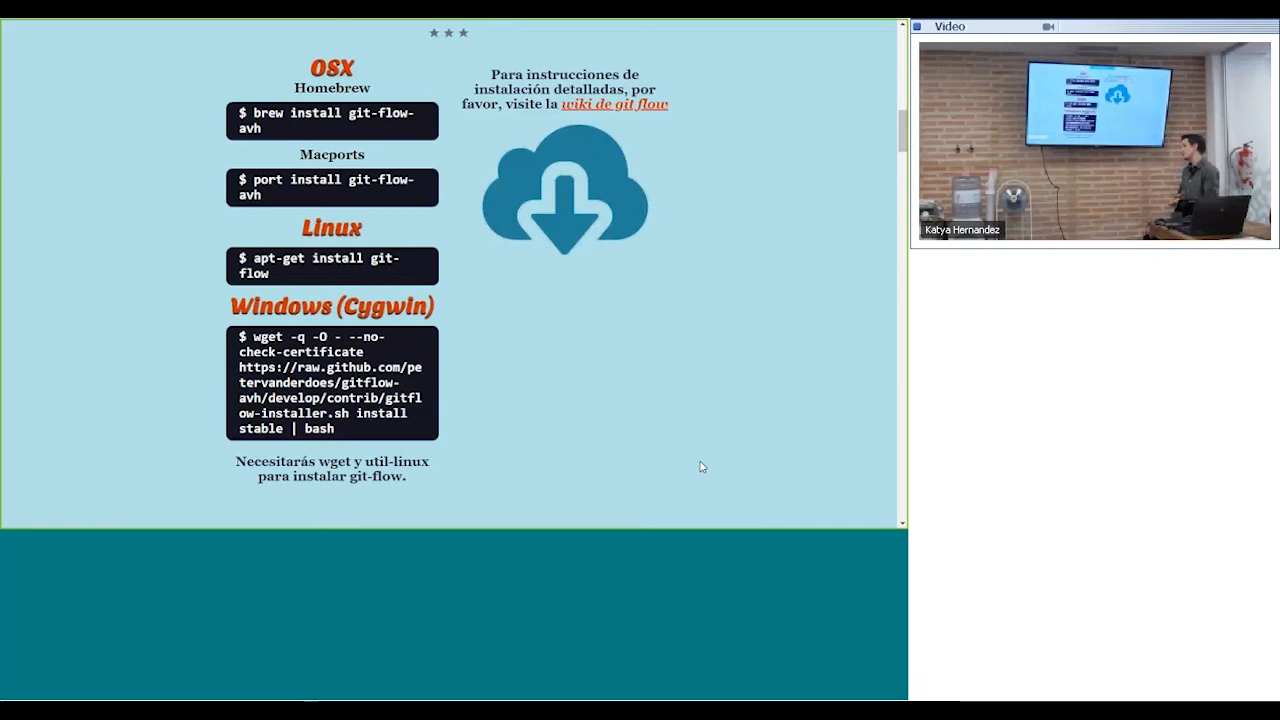 Video
OSX
Homebrew
$ brew install git-flow-
avh
Macports
$ port install git-flow-
avh
Linux
$ apt-get install git-
flow
Windows (Cygwin)
$ wget -q -O - --no-
check-certificate
https://raw.github.com/pe
tervanderdoes/gitflow-
avh/develop/contrib/gitfl
ow-installer.sh install
stable | bash
Necesitarás wget y util-linux
para instalar git-flow.
Para instrucciones de
instalación detalladas, por
favor, visite la wiki de git flow
Katya Hernandez